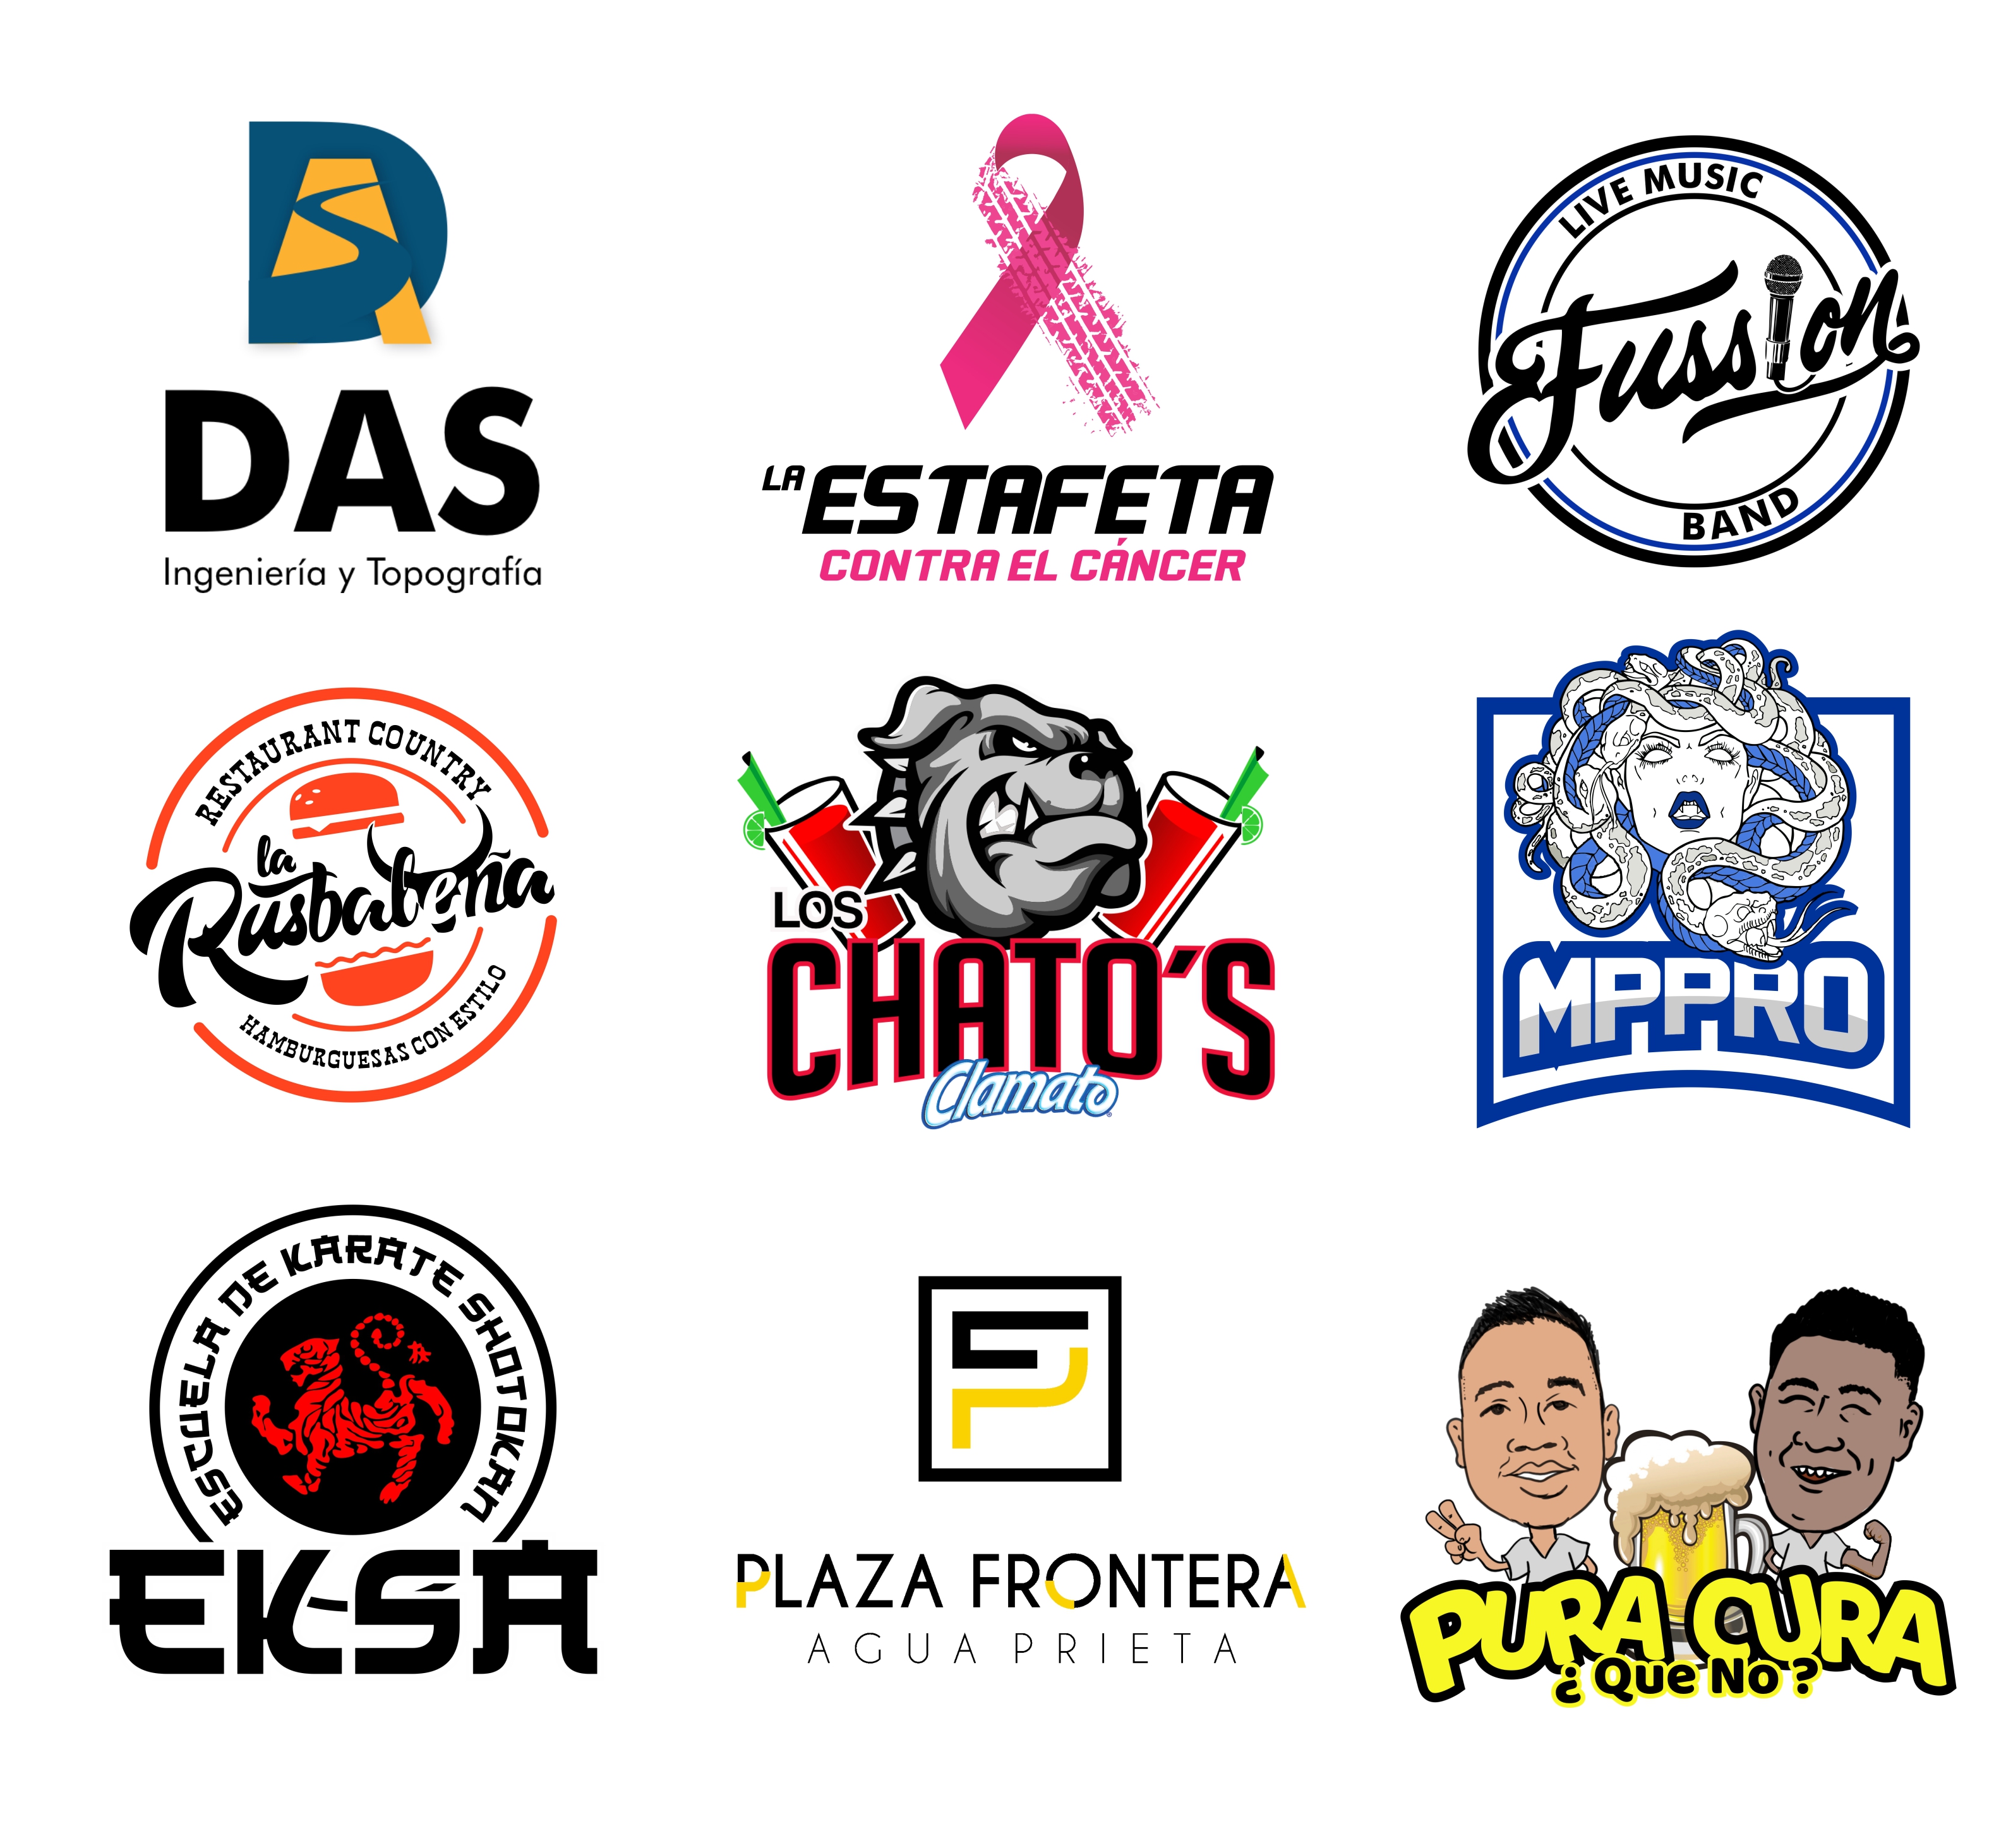 DAS
Ingeniería y Topografía
LA ESTAFETA
CONTRA EL CÁNCER
LIVE MUSIC
Fussion
BAND
RESTAURANT COUNTRY
la
Rusbabeña
HAMBURGUESAS CON ESTILO
LOS
CHATO'S
Clamato
MPPRO
ESCUELA DE KARATE SHOTOKAN
EKSA
PLAZA FRONTERA
AGUA PRIETA
PURA CURA
¿Que No?